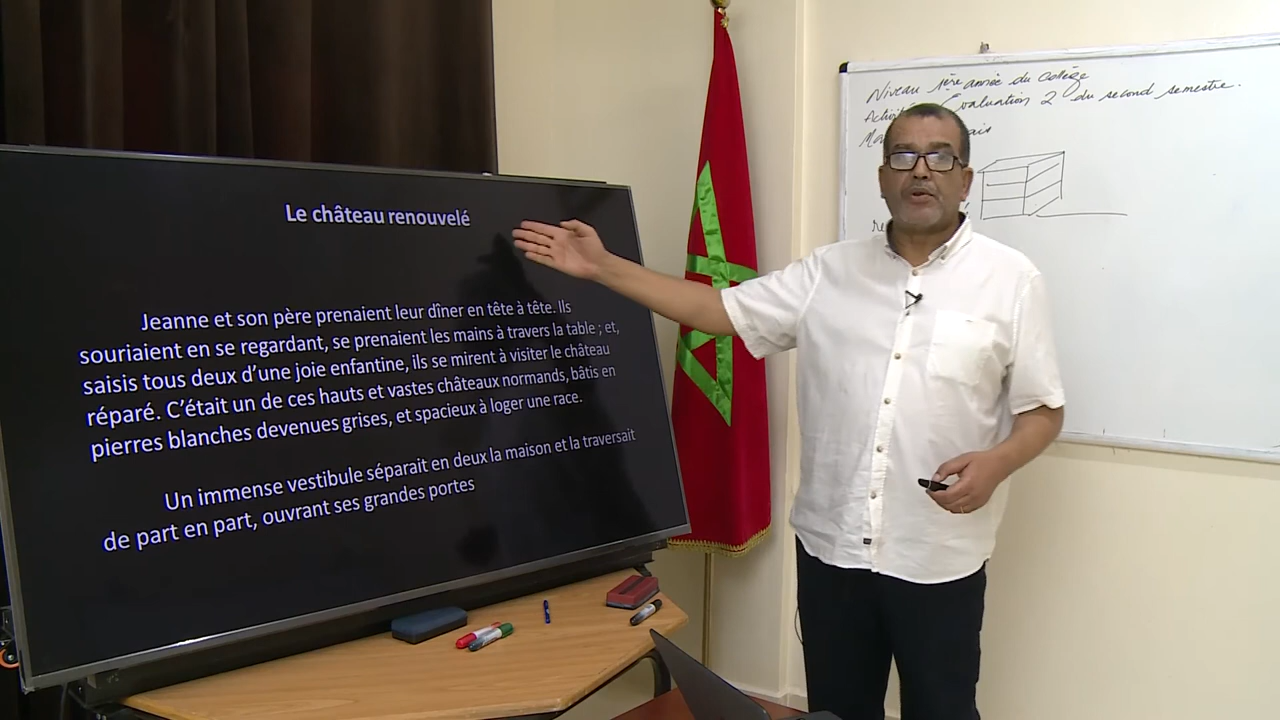 Le château renouvelé
Jeanne et son père prenaient leur dîner en tête à tête. Ils
souriaient en se regardant, se prenaient les mains à travers la table ; et,
saisis tous deux d'une joie enfantine, ils se mirent à visiter le château
réparé. C'était un de ces hauts et vastes châteaux normands, bâtis en
pierres blanches devenues grises, et spacieux à loger une race.
Un immense vestibule séparait en deux la maison et la traversait
de part en part, ouvrant ses grandes portes
Niveau 1ère année du collège
Évaluation 2 du second semestre.